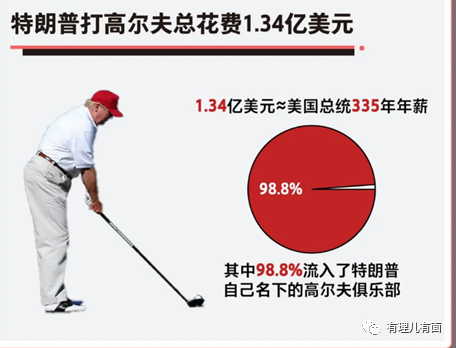 特朗普打高尔夫总花费1.34亿美元
1.34亿美元≈美国总统335年年薪
98.8%
其中98.8%流入了特朗普
自己名下的高尔夫俱乐部
有理儿有面